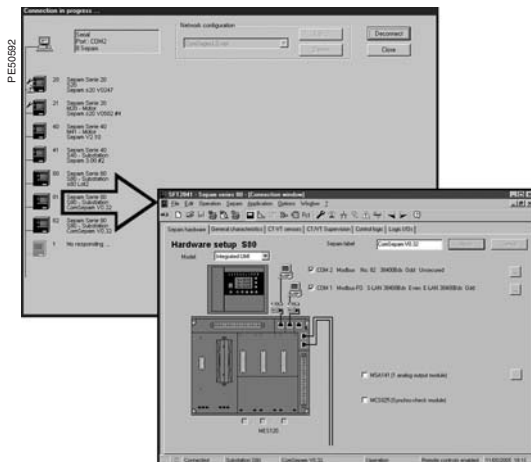 Connection in progress ...
Network configuration
Serial
Port : COM2
8 Sepam
Disconnect
Close
PE50592
20 Sepam Serie 20
Sepam s20 V0247
21 Sepam Serie 20
M20 - Motor
Sepam s20 V0502 #4
40 Sepam Serie 40
M41 - Motor
Sepam V3.10
41 Sepam Serie 40
S40 - Substation
Sepam 3.00 #2
80 Sepam Serie 80
S80 - Substation
81 Sepam Serie 80
S80 - Substation
ComSepam V0.32
82 Sepam Serie 80
S80 - Substation
ComSepam V0.32
1 No responding ...
SFT2841 - Sepam series 80 - [Connection window]
File Edit Operation Sepam Application Options Window ?
Sepam hardware General characteristics CT/VT sensors CT/VT Supervision Control logic Logic I/Os
Hardware setup S80
Sepam label ComSepam V0.32
Model Integrated UMI
COM 2 Modbus No. 82 38400Bds Odd Unsecured
COM 1 Modbus FO S-LAN 38400Bds Even E-LAN 38400Bds Odd
MSA141 (1 analog output module)
MCS025 (Synchro-check module)
MES120
Connected Substation S80 ComSepam V0.32 Operation Remote controls enabled